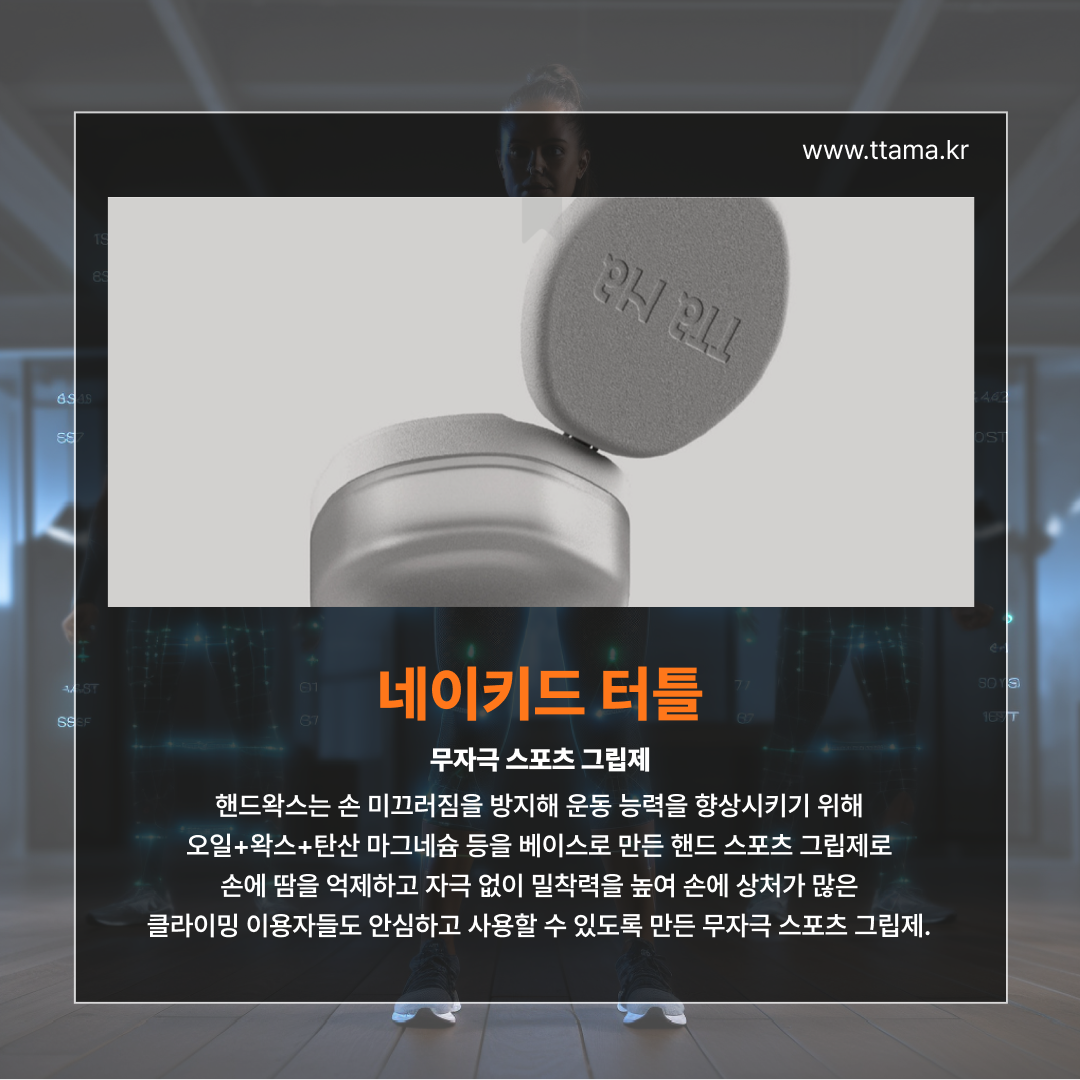 www.ttama.kr
TTa Ma
네이키드 터틀
무자극 스포츠 그립제
핸드왁스는 손 미끄러짐을 방지해 운동 능력을 향상시키기 위해
오일+왁스+탄산 마그네슘 등을 베이스로 만든 핸드 스포츠 그립제로
손에 땀을 억제하고 자극 없이 밀착력을 높여 손에 상처가 많은
클라이밍 이용자들도 안심하고 사용할 수 있도록 만든 무자극 스포츠 그립제.